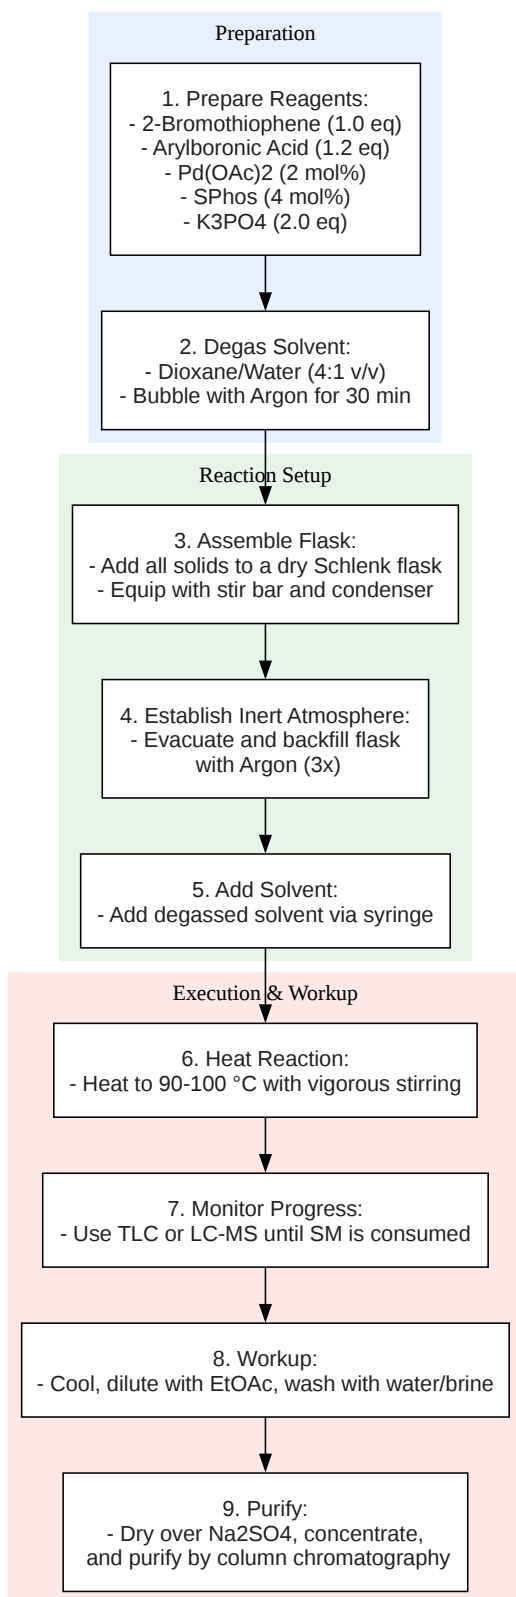 Preparation
1. Prepare Reagents:
- 2-Bromothiophene (1.0 eq)
- Arylboronic Acid (1.2 eq)
- Pd(OAc)2 (2 mol%)
- SPhos (4 mol%)
- K3PO4 (2.0 eq)
2. Degas Solvent:
- Dioxane/Water (4:1 v/v)
- Bubble with Argon for 30 min
Reaction Setup
3. Assemble Flask:
- Add all solids to a dry Schlenk flask
- Equip with stir bar and condenser
4. Establish Inert Atmosphere:
- Evacuate and backfill flask
with Argon (3x)
5. Add Solvent:
- Add degassed solvent via syringe
Execution & Workup
6. Heat Reaction:
- Heat to 90-100 °C with vigorous stirring
7. Monitor Progress:
- Use TLC or LC-MS until SM is consumed
8. Workup:
- Cool, dilute with EtOAc, wash with water/brine
9. Purify:
- Dry over Na2SO4, concentrate,
and purify by column chromatography